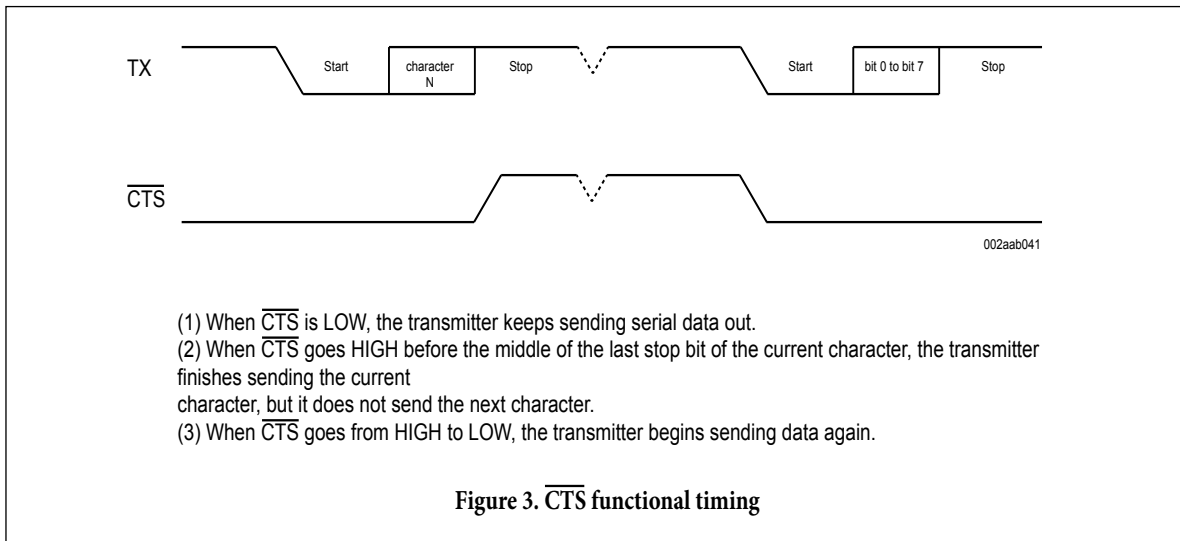 TX
Start
character
N
Stop
Start
bit 0 to bit 7
Stop
CTS
002aab041
(1) When CTS is LOW, the transmitter keeps sending serial data out.
(2) When CTS goes HIGH before the middle of the last stop bit of the current character, the transmitter
finishes sending the current
character, but it does not send the next character.
(3) When CTS goes from HIGH to LOW, the transmitter begins sending data again.
Figure 3. CTS functional timing